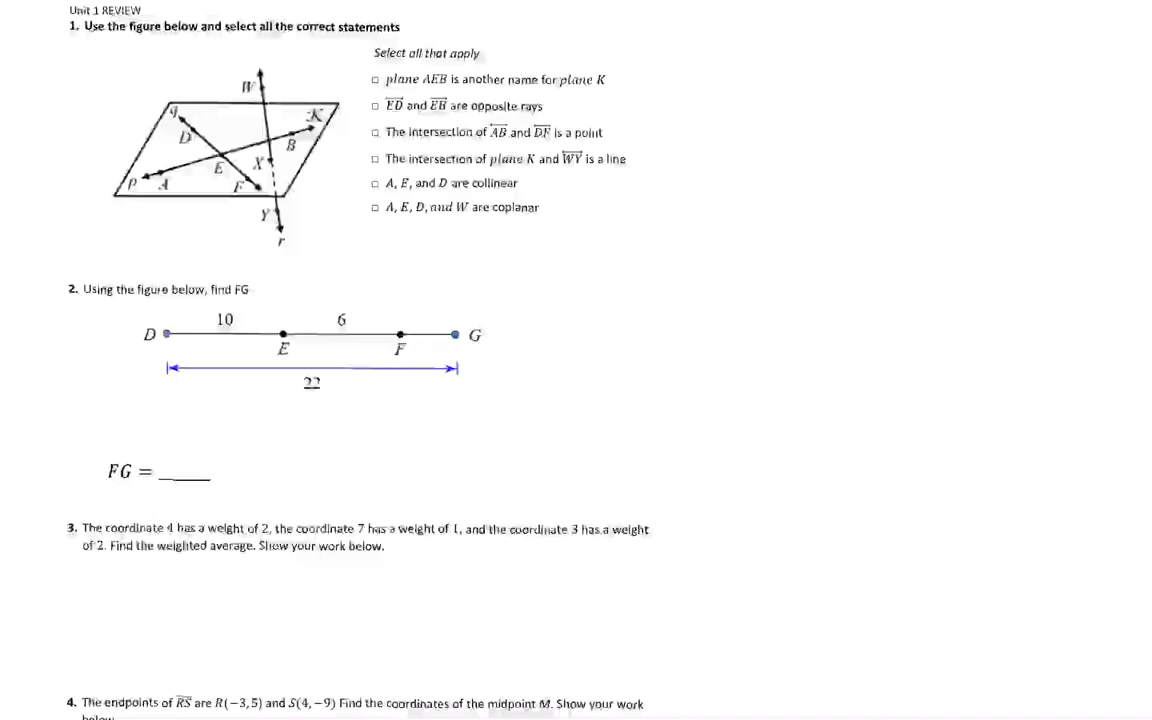 Unit 1 REVIEW
1. Use the figure below and select all the correct statements
Select all that apply
□ plane AEB is another name for plane K
□ ED and EB are opposite rays
□ The intersection of AB and DF is a point
□ The intersection of plane K and WY is a line
□ A, E, and D are collinear
□ A, E, D, and W are coplanar
W
q
K
D
B
E
X
P
A
F
Y
r
2. Using the figure below, find FG
10
6
D
G
E
F
22
FG = _____
3. The coordinate 4 has a weight of 2, the coordinate 7 has a weight of 1, and the coordinate 3 has a weight
of 2. Find the weighted average. Show your work below.
4. The endpoints of RS are R(−3,5) and S(4,−9) Find the coordinates of the midpoint M. Show your work